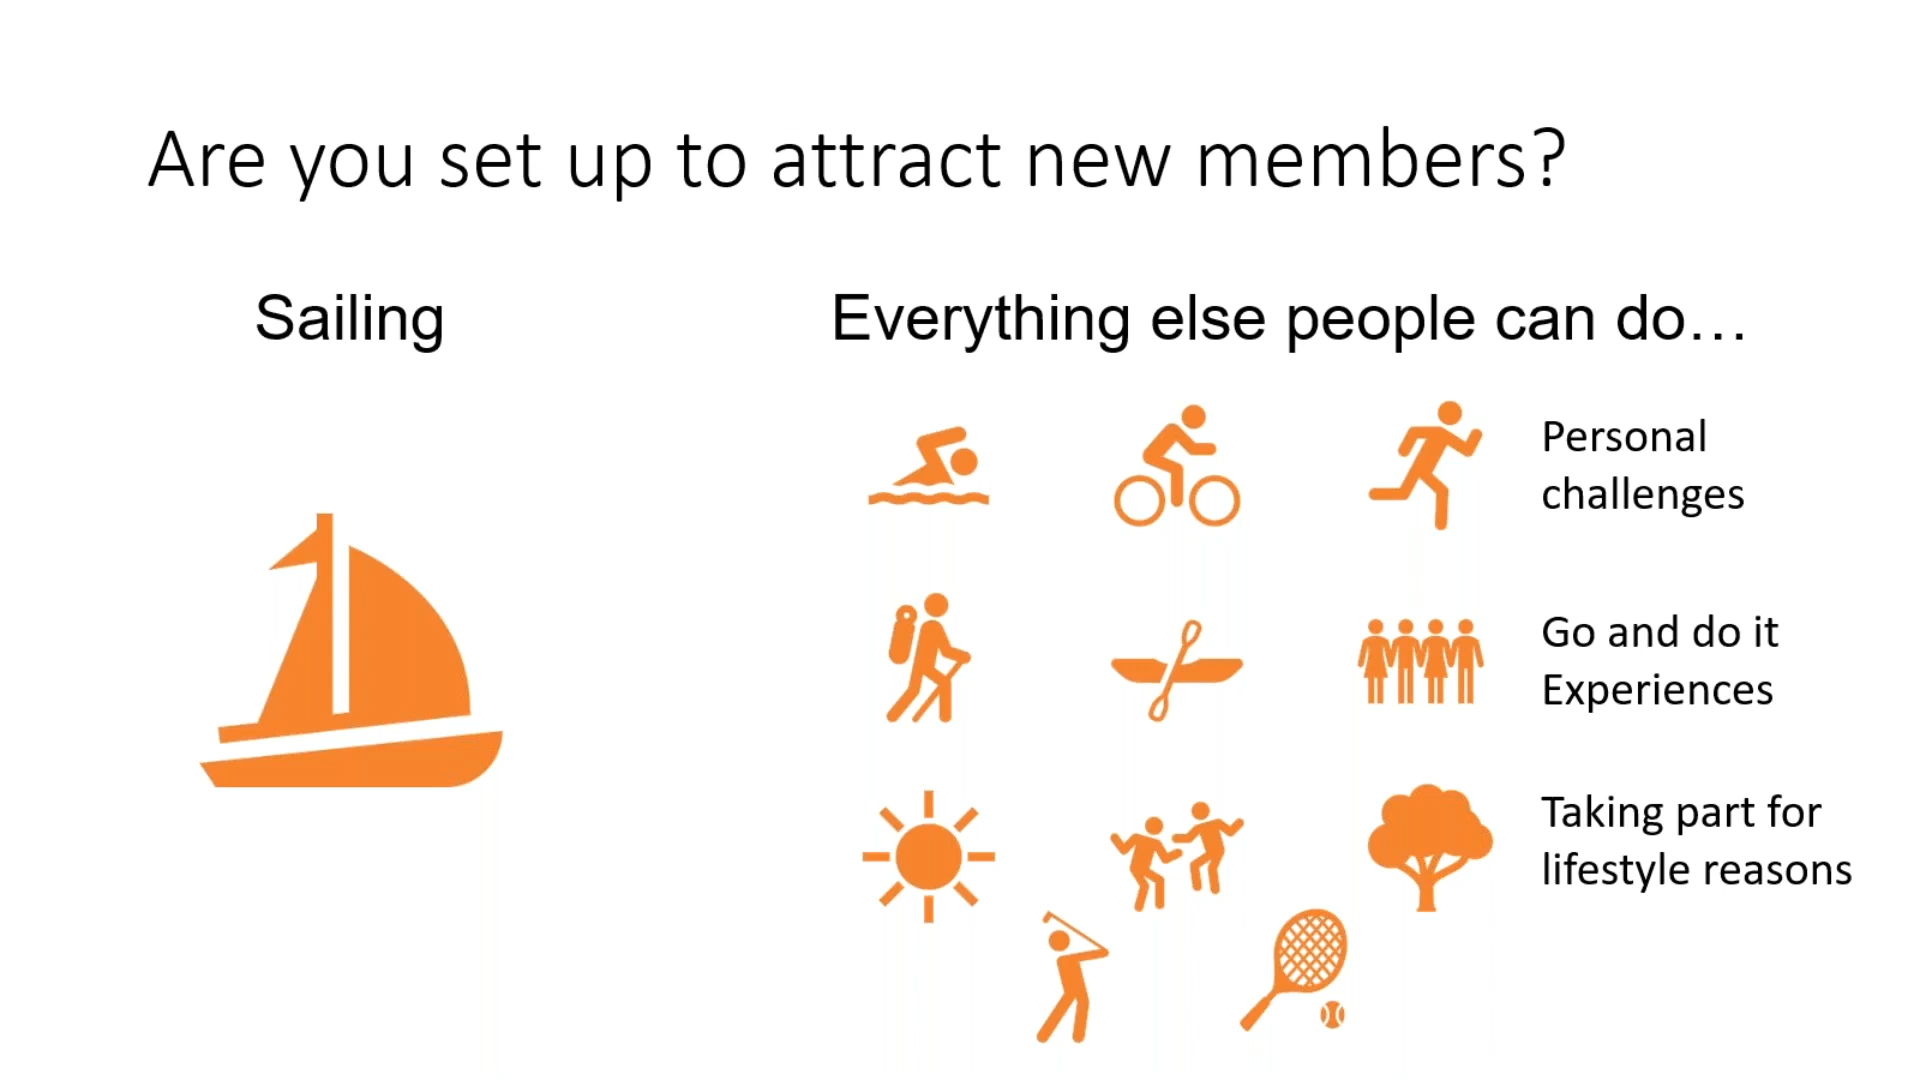 Are you set up to attract new members?
Sailing
Everything else people can do…
Personal
challenges
Go and do it
Experiences
Taking part for
lifestyle reasons